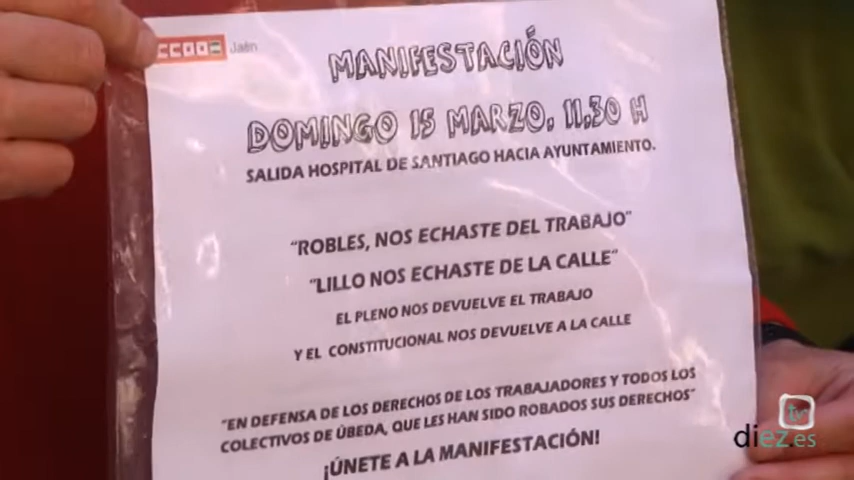 CCOO Jaén
MANIFESTACIÓN
DOMINGO 15 MARZO, 11,30 H
SALIDA HOSPITAL DE SANTIAGO HACIA AYUNTAMIENTO.
"ROBLES, NOS ECHASTE DEL TRABAJO"
"LILLO NOS ECHASTE DE LA CALLE"
EL PLENO NOS DEVUELVE EL TRABAJO
Y EL CONSTITUCIONAL NOS DEVUELVE A LA CALLE
"EN DEFENSA DE LOS DERECHOS DE LOS TRABAJADORES Y TODOS LOS
COLECTIVOS DE ÚBEDA, QUE LES HAN SIDO ROBADOS SUS DERECHOS"
¡ÚNETE A LA MANIFESTACIÓN!
tv
diez.es